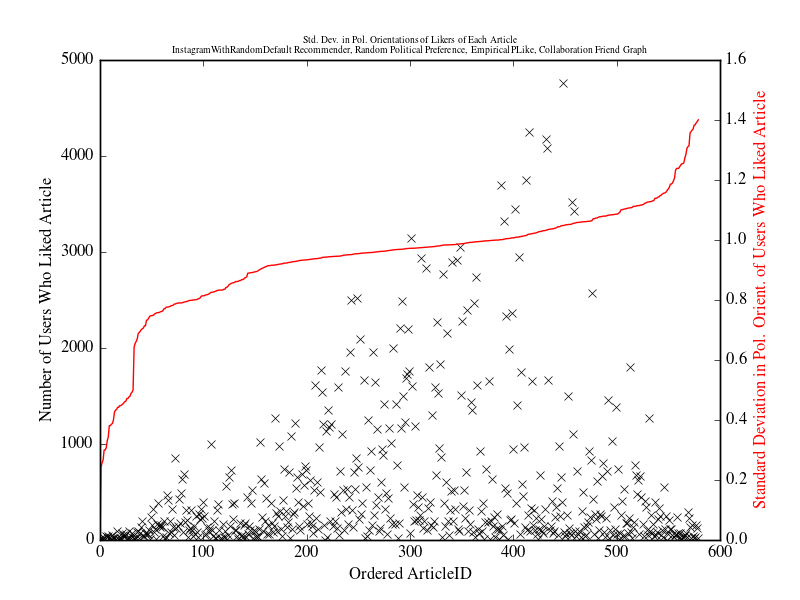 Std. Dev. in Pol. Orientations of Likers of Each Article
InstagramWithRandomDefault Recommender, Random Political Preference, EmpiricalPLike, Collaboration Friend Graph
5000
4000
3000
2000
1000
0
Number of Users Who Liked Article
1.6
1.4
1.2
1.0
0.8
0.6
0.4
0.2
0.0
Standard Deviation in Pol. Orient. of Users Who Liked Article
0 100 200 300 400 500 600
Ordered ArticleID